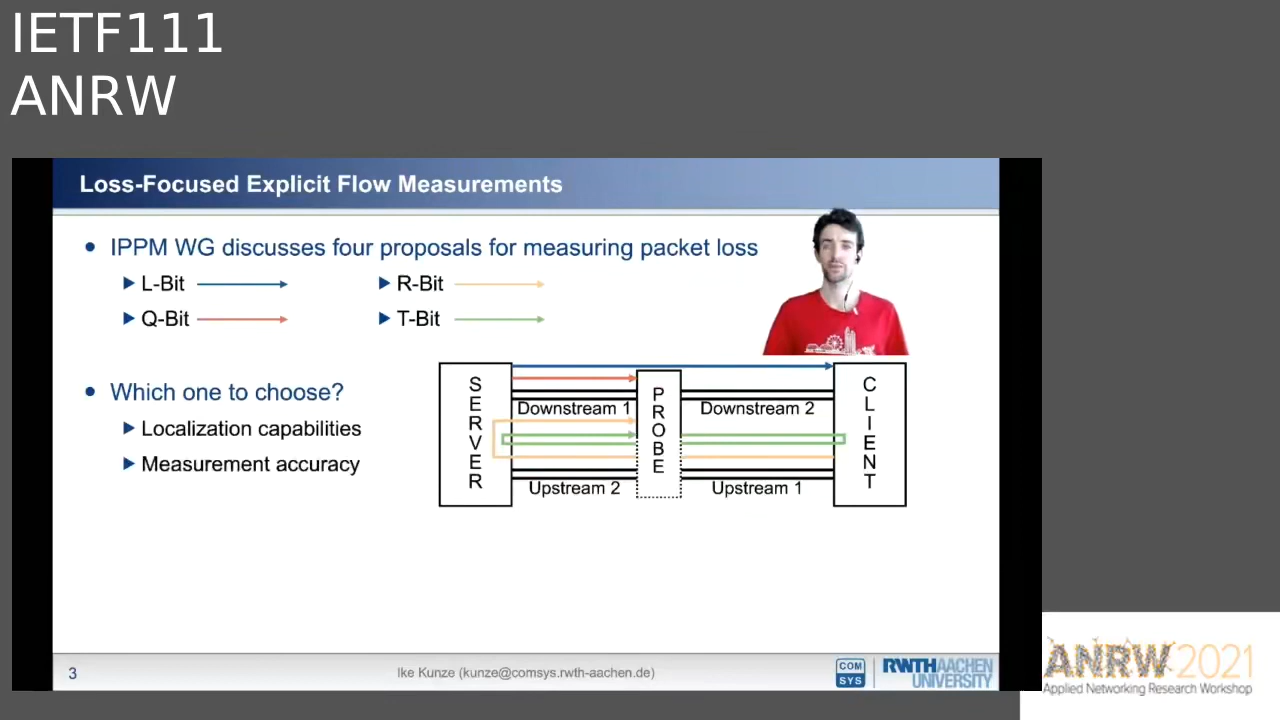 IETF111
ANRW
Loss-Focused Explicit Flow Measurements
IPPM WG discusses four proposals for measuring packet loss
L-Bit
R-Bit
Q-Bit
T-Bit
Which one to choose?
Localization capabilities
Measurement accuracy
SERVER
PROBE
CLIENT
Downstream 1
Downstream 2
Upstream 2
Upstream 1
3
Ike Kunze (kunze@comsys.rwth-aachen.de)
COM
SYS
RWTHAACHEN
UNIVERSITY
ANRW2021
Applied Networking Research Workshop